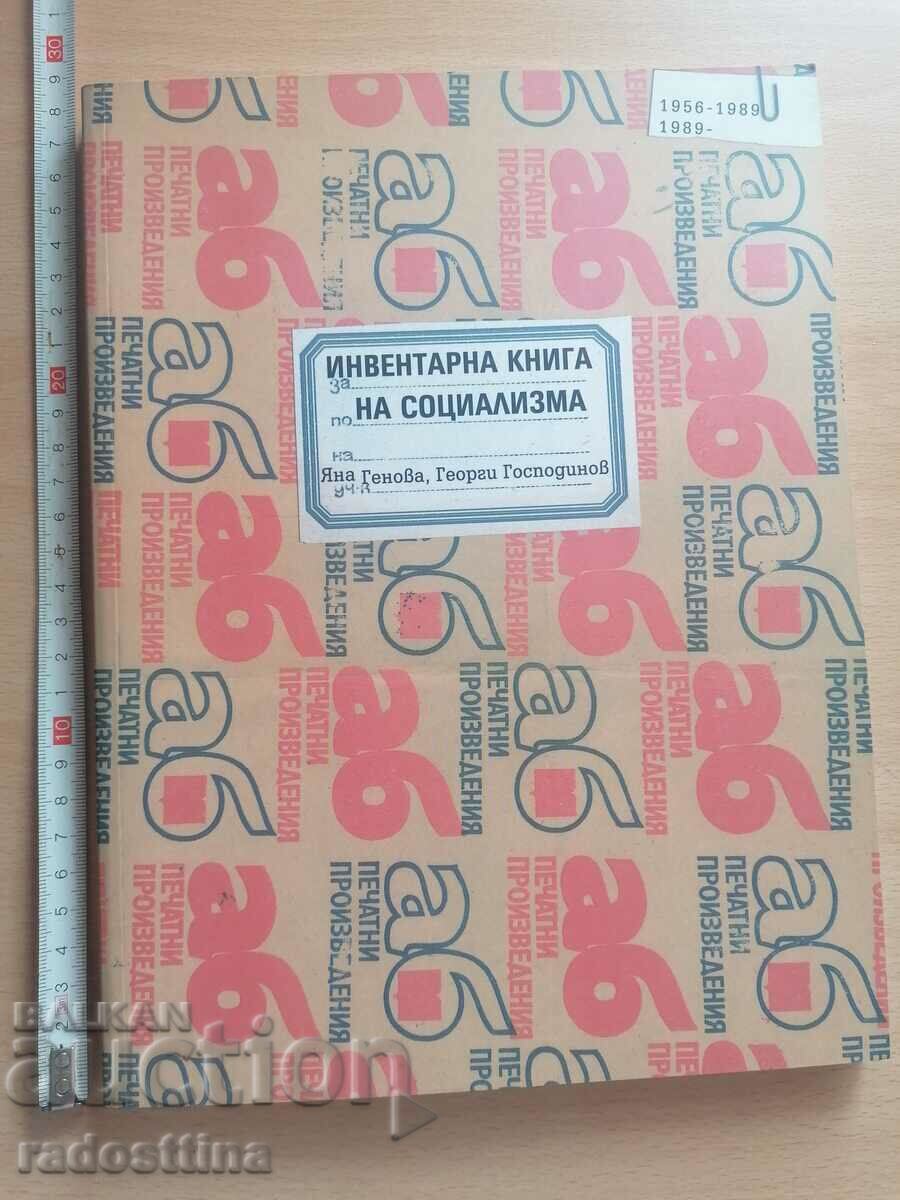 1956-1989
1989-
ИНВЕНТАРНА КНИГА
за
НА СОЦИАЛИЗМА
по
на
Яна Генова, Георги Господинов
уч-к
аб
ПЕЧАТНИ
ПРОИЗВЕДЕНИЯ
BALKAN
auction
radosttina